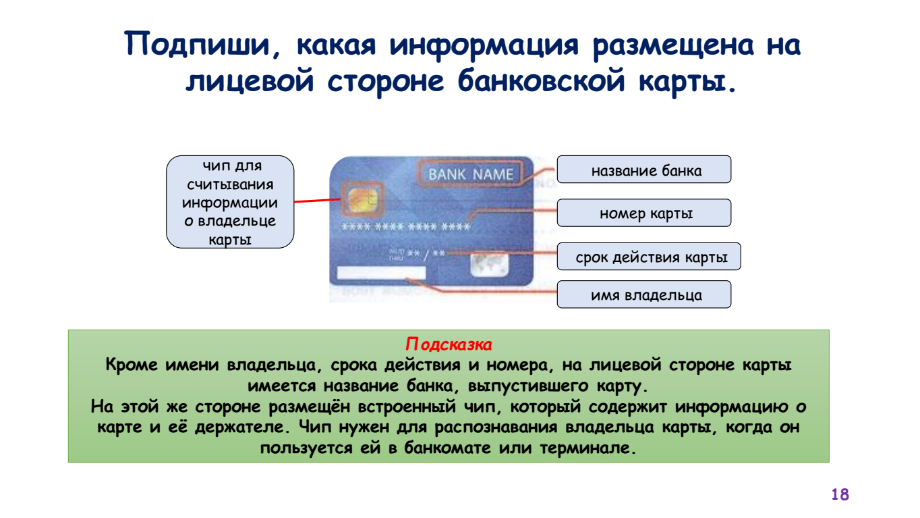 Подпиши, какая информация размещена на
лицевой стороне банковской карты.
чип для
считывания
информации
о владельце
карты
BANK NAME
**** **** **** ****
** / **
название банка
номер карты
срок действия карты
имя владельца
Подсказка
Кроме имени владельца, срока действия и номера, на лицевой стороне карты
имеется название банка, выпустившего карту.
На этой же стороне размещён встроенный чип, который содержит информацию о
карте и её держателе. Чип нужен для распознавания владельца карты, когда он
пользуется ей в банкомате или терминале.
18